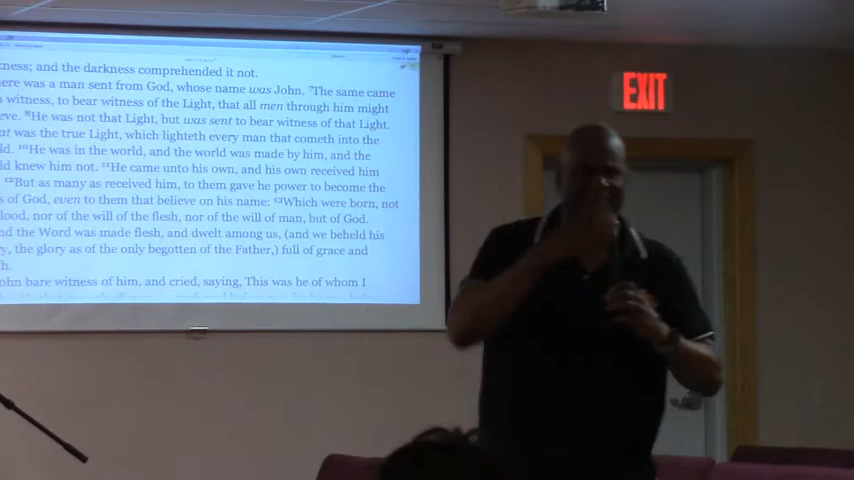 kness; and the darkness comprehended it not.
ere was a man sent from God, whose name was John. ⁷The same came
witness, to bear witness of the Light, that all men through him might
eve. ⁸He was not that Light, but was sent to bear witness of that Light.
at was the true Light, which lighteth every man that cometh into the
ld. ¹⁰He was in the world, and the world was made by him, and the
ld knew him not. ¹¹He came unto his own, and his own received him
¹²But as many as received him, to them gave he power to become the
s of God, even to them that believe on his name: ¹³Which were born, not
lood, nor of the will of the flesh, nor of the will of man, but of God.
nd the Word was made flesh, and dwelt among us, (and we beheld his
ry, the glory as of the only begotten of the Father,) full of grace and
h.
ohn bare witness of him, and cried, saying, This was he of whom I
EXIT